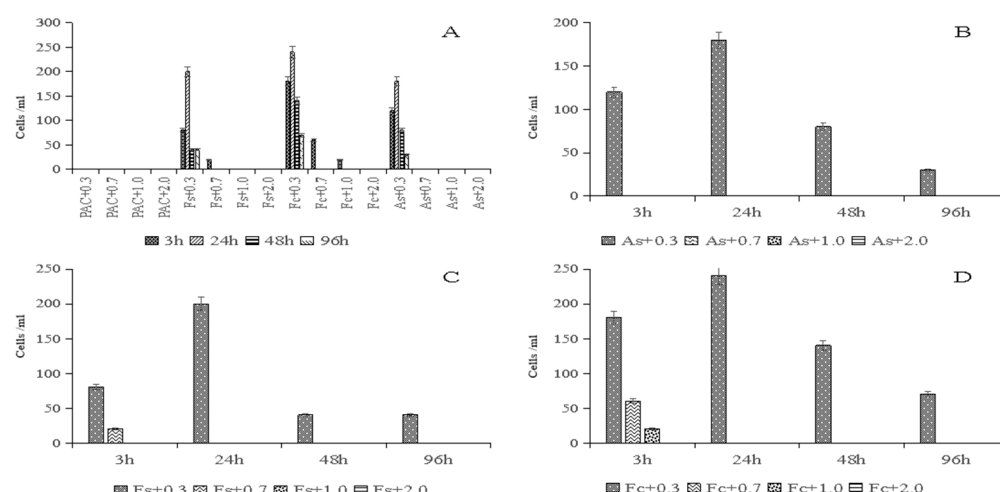 A
Cells /ml
300
250
200
150
100
50
0
PAC+0.3 PAC+0.7 PAC+1.0 PAC+2.0 Fs+0.3 Fs+0.7 Fs+1.0 Fs+2.0 Fc+0.3 Fc+0.7 Fc+1.0 Fc+2.0 As+0.3 As+0.7 As+1.0 As+2.0
3h 24h 48h 96h
B
Cells /ml
200
150
100
50
0
3h 24h 48h 96h
As+0.3 As+0.7 As+1.0 As+2.0
C
Cells /ml
250
200
150
100
50
0
3h 24h 48h 96h
Fs+0.3 Fs+0.7 Fs+1.0 Fs+2.0
D
Cells /ml
250
200
150
100
50
0
3h 24h 48h 96h
Fc+0.3 Fc+0.7 Fc+1.0 Fc+2.0